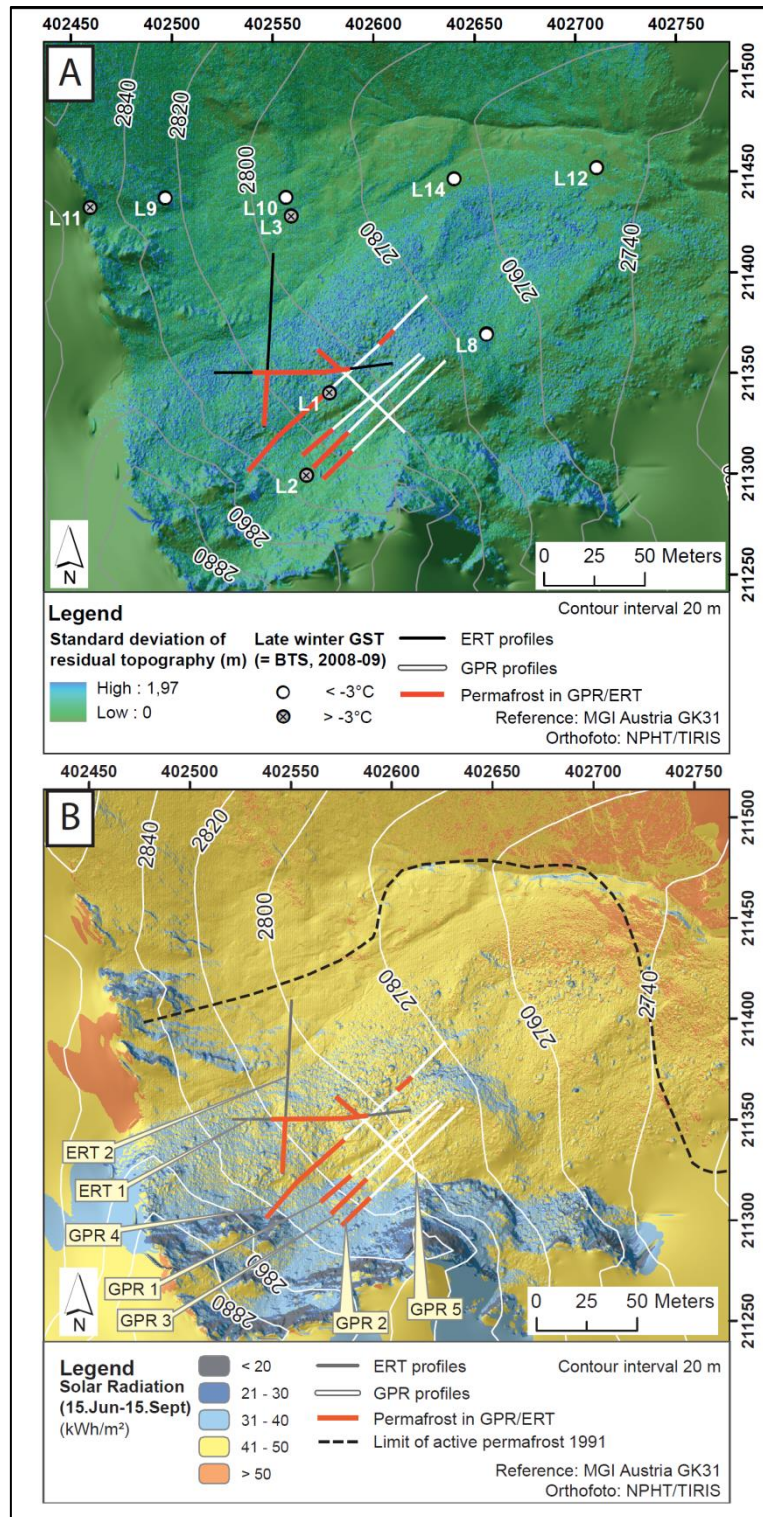 A
402450 402500 402550 402600 402650 402700 402750
211500
211450
211400
211350
211300
211250
2840
2820
2800
2780
2760
2740
2860
2880
L11
L9
L10
L3
L14
L12
L8
L1
L2
N
0 25 50 Meters
Legend
Contour interval 20 m
Standard deviation of
residual topography (m)
High : 1,97
Low : 0
Late winter GST
(= BTS, 2008-09)
< -3°C
> -3°C
ERT profiles
GPR profiles
Permafrost in GPR/ERT
Reference: MGI Austria GK31
Orthofoto: NPHT/TIRIS
402450 402500 402550 402600 402650 402700 402750
B
211500
211450
211400
211350
211300
211250
2840
2820
2800
2780
2760
2740
2860
2880
ERT 2
ERT 1
GPR 4
GPR 1
GPR 3
GPR 2
GPR 5
N
0 25 50 Meters
Legend
Solar Radiation
(15.Jun-15.Sept)
(kWh/m²)
< 20
21 - 30
31 - 40
41 - 50
> 50
ERT profiles
GPR profiles
Permafrost in GPR/ERT
Limit of active permafrost 1991
Contour interval 20 m
Reference: MGI Austria GK31
Orthofoto: NPHT/TIRIS